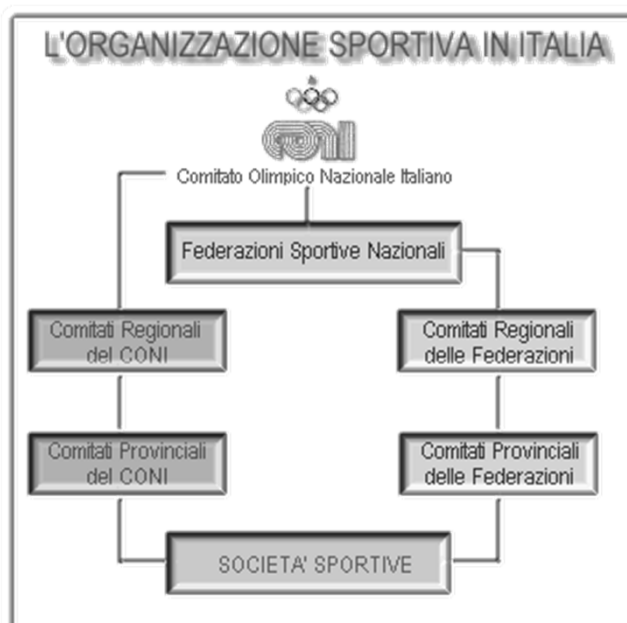 L'ORGANIZZAZIONE SPORTIVA IN ITALIA
CONI
Comitato Olimpico Nazionale Italiano
Federazioni Sportive Nazionali
Comitati Regionali
del CONI
Comitati Regionali
delle Federazioni
Comitati Provinciali
del CONI
Comitati Provinciali
delle Federazioni
SOCIETA' SPORTIVE